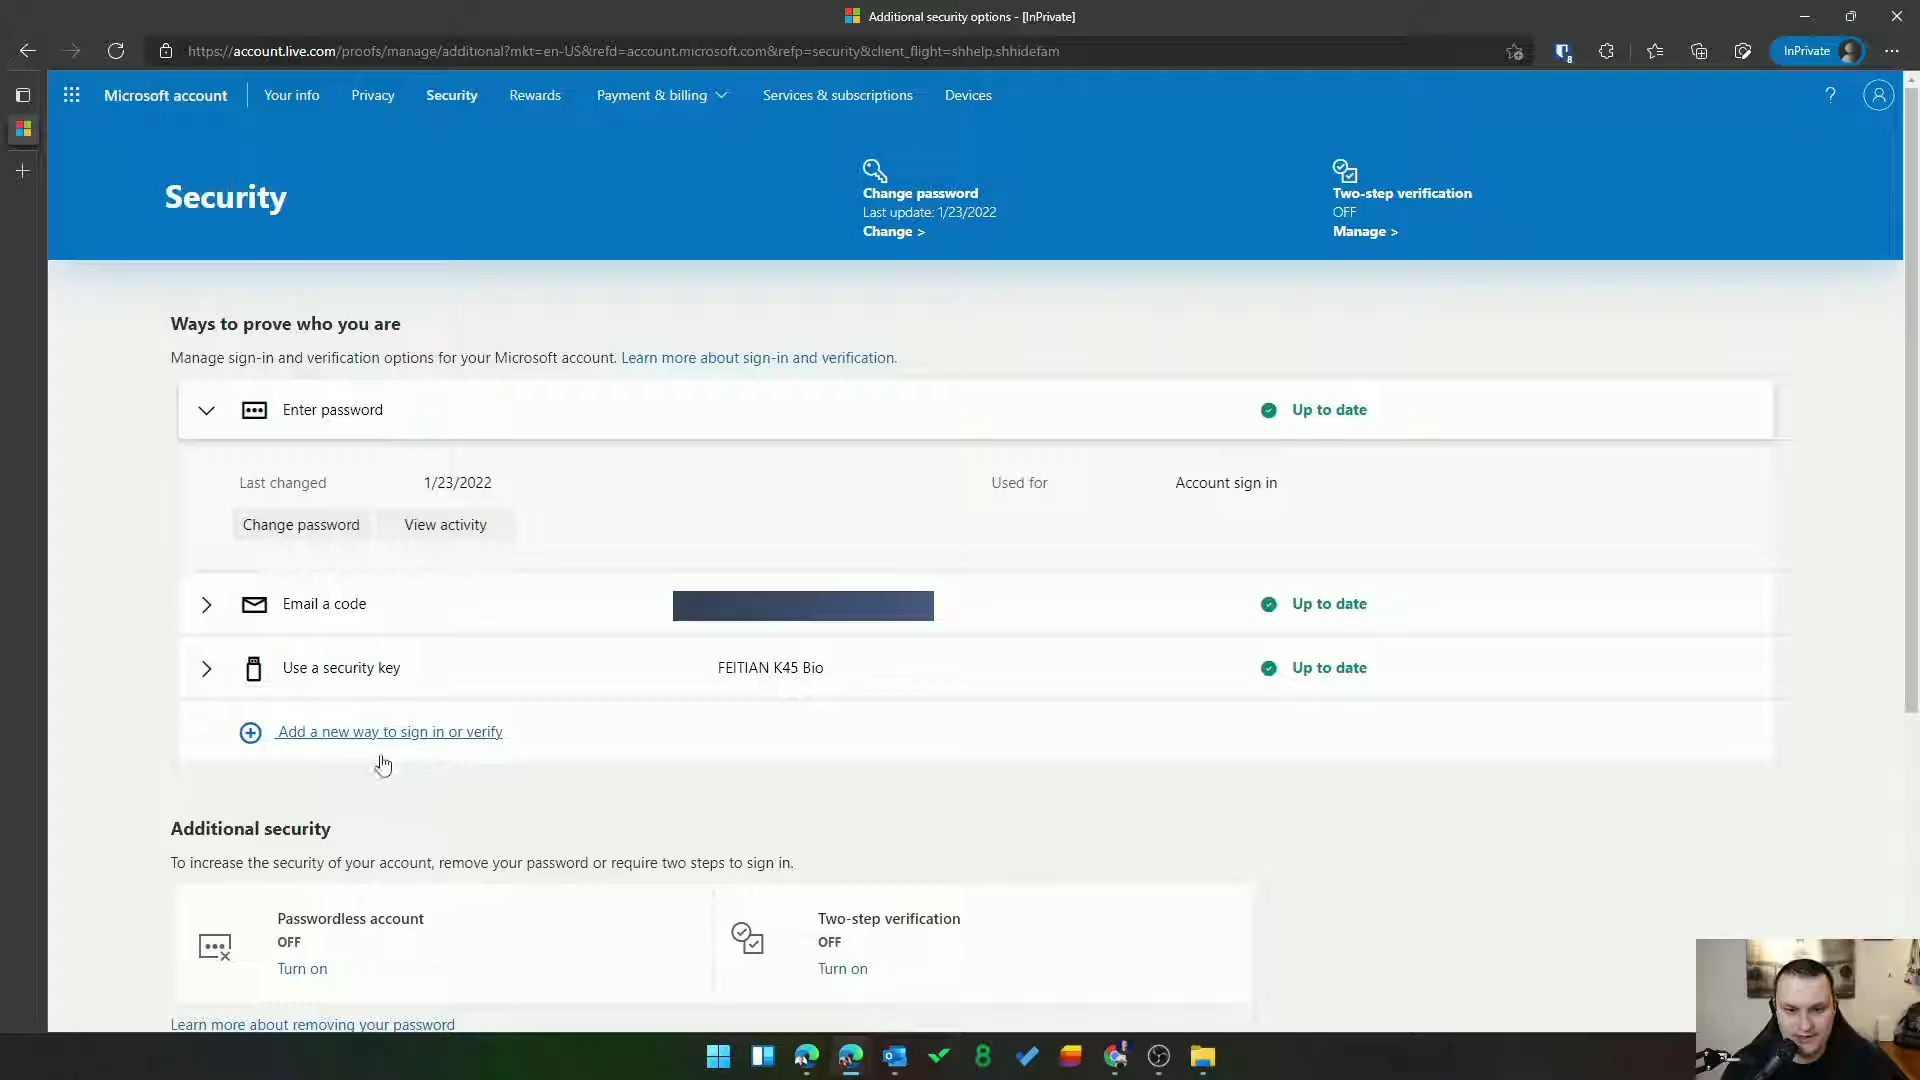 Additional security options - [InPrivate]
https://account.live.com/proofs/manage/additional?mkt=en-US&refd=account.microsoft.com&refp=security&client_flight=shhelp,shhidefam
8
InPrivate
Microsoft account
Your info
Privacy
Security
Rewards
Payment & billing
Services & subscriptions
Devices
?
Security
Change password
Last update: 1/23/2022
Change >
Two-step verification
OFF
Manage >
Ways to prove who you are
Manage sign-in and verification options for your Microsoft account. Learn more about sign-in and verification.
Enter password
Up to date
Last changed
1/23/2022
Used for
Account sign in
Change password
View activity
Email a code
Up to date
Use a security key
FEITIAN K45 Bio
Up to date
Add a new way to sign in or verify
Additional security
To increase the security of your account, remove your password or require two steps to sign in.
Passwordless account
OFF
Turn on
Two-step verification
OFF
Turn on
Learn more about removing your password